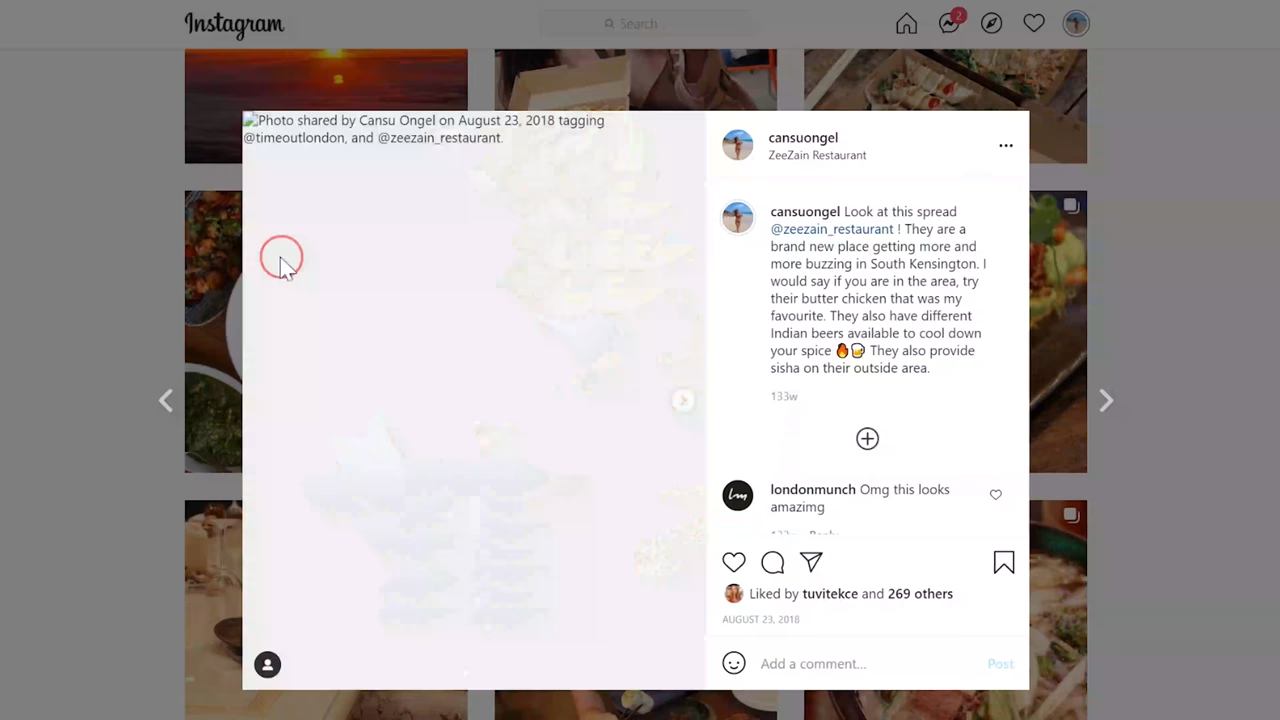 Instagram
Search
2
Photo shared by Cansu Ongel on August 23, 2018 tagging
@timeoutlondon, and @zeezain_restaurant.
cansuongel
ZeeZain Restaurant
cansuongel Look at this spread
@zeezain_restaurant ! They are a
brand new place getting more and
more buzzing in South Kensington. I
would say if you are in the area, try
their butter chicken that was my
favourite. They also have different
Indian beers available to cool down
your spice 🔥🍺 They also provide
sisha on their outside area.
133w
londonmunch Omg this looks
amazimg
133w Reply
Liked by tuvitekce and 269 others
AUGUST 23, 2018
Add a comment...
Post